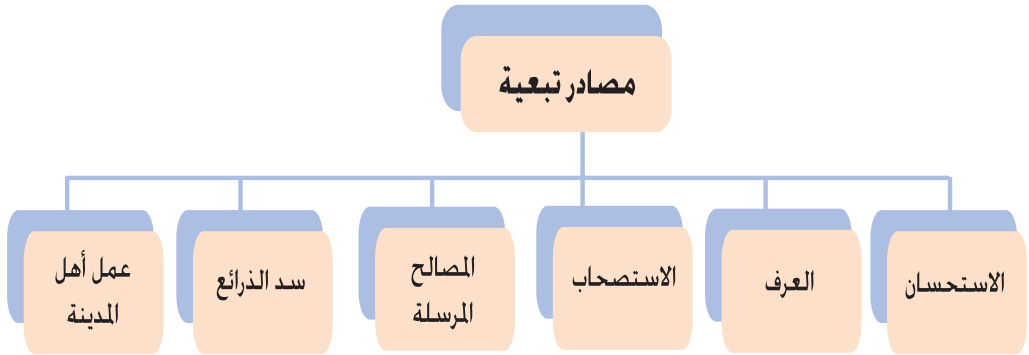 مصادر تبعية
الاستحسان
العرف
الاستصحاب
المصالح
المرسلة
سد الذرائع
عمل أهل
المدينة